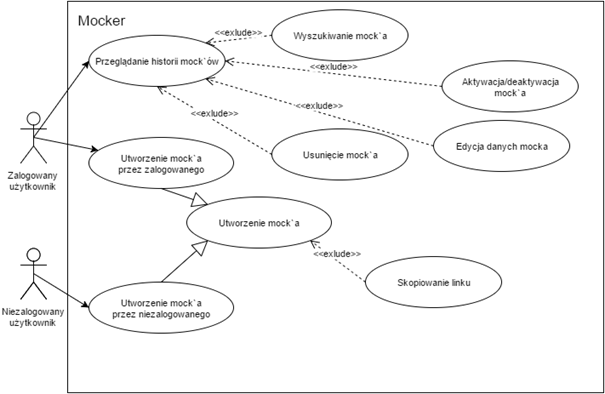 Mocker
<<exlude>>
Wyszukiwanie mock`a
Przeglądanie historii mock`ów
<<exlude>>
Aktywacja/deaktywacja
mock`a
<<exlude>>
<<exlude>>
Zalogowany
użytkownik
Utworzenie mock`a
przez zalogowanego
Usunięcie mock`a
Edycja danych mocka
Utworzenie mock`a
<<exlude>>
Skopiowanie linku
Niezalogowany
użytkownik
Utworzenie mock`a
przez niezalogowanego